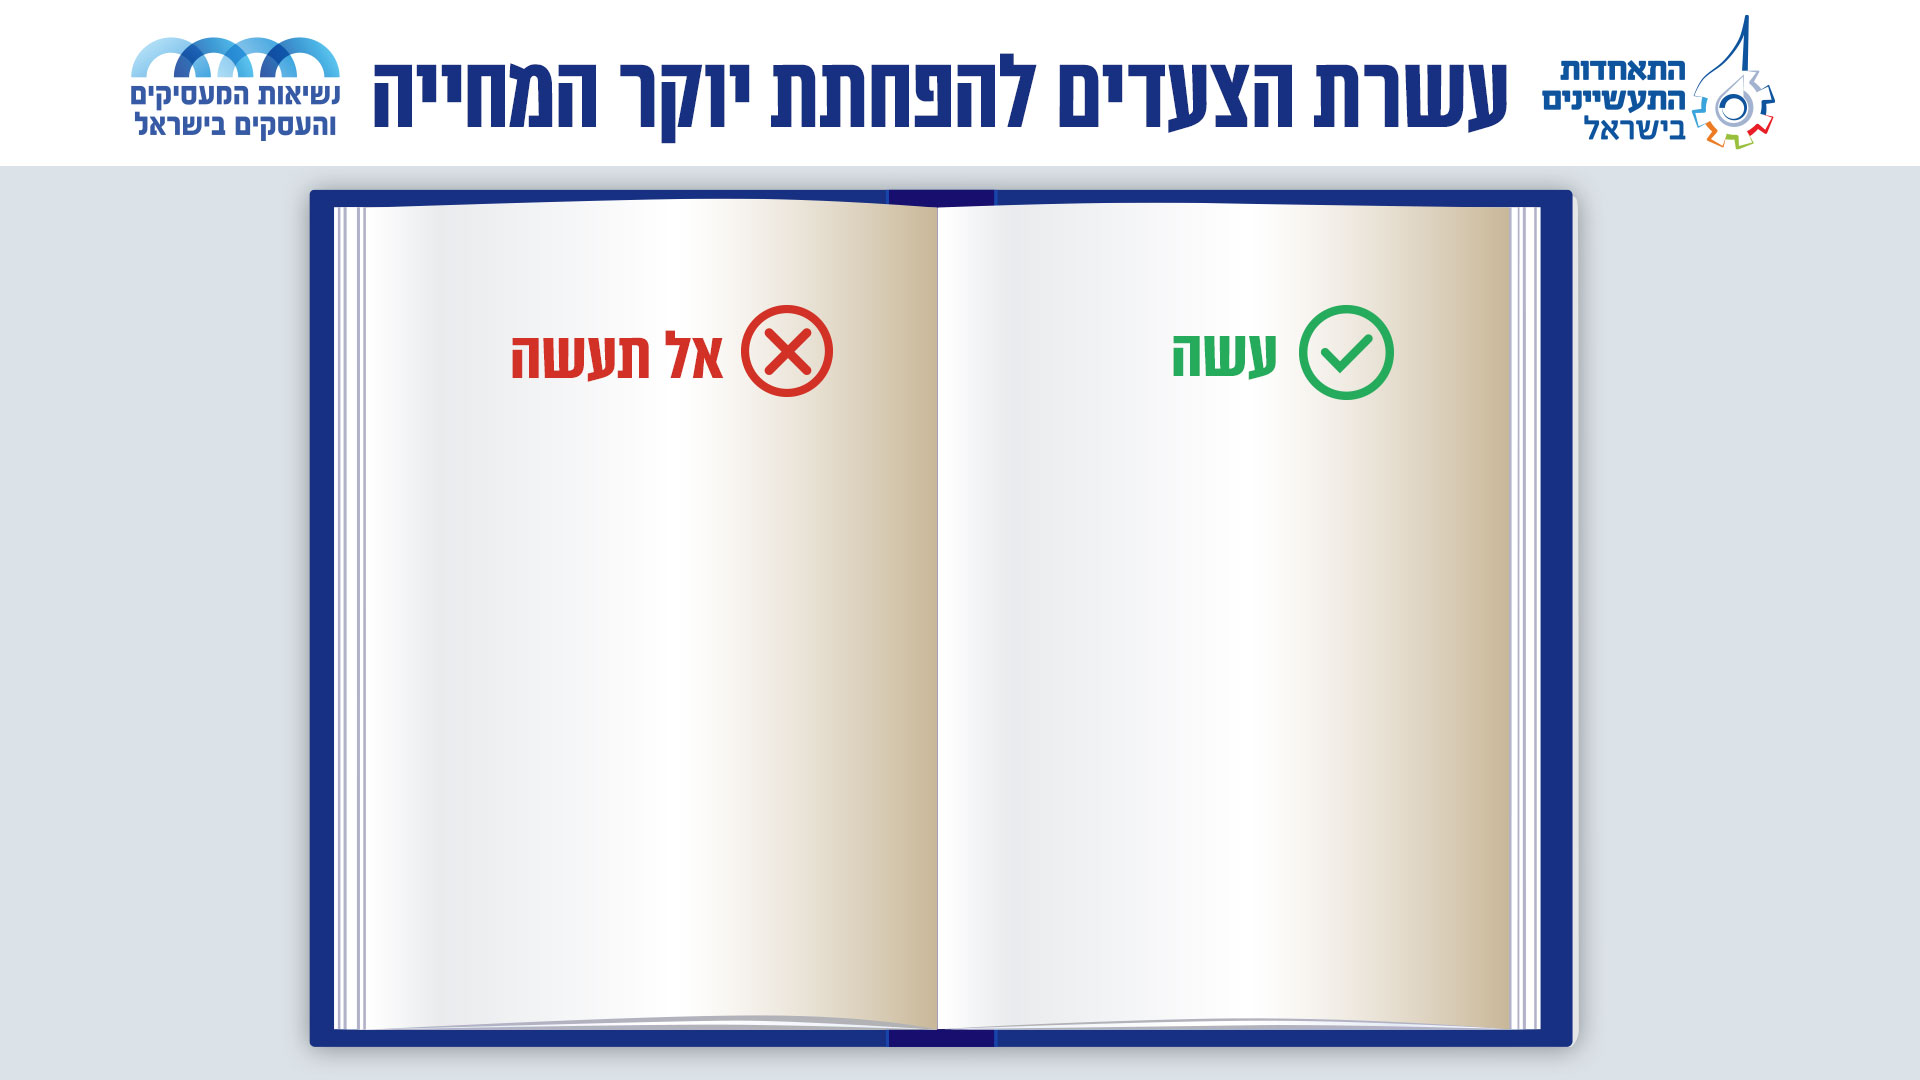 התאחדות
התעשיינים
בישראל
עשרת הצעדים להפחתת יוקר המחייה
נשיאות המעסיקים
והעסקים בישראל
עשה
אל תעשה